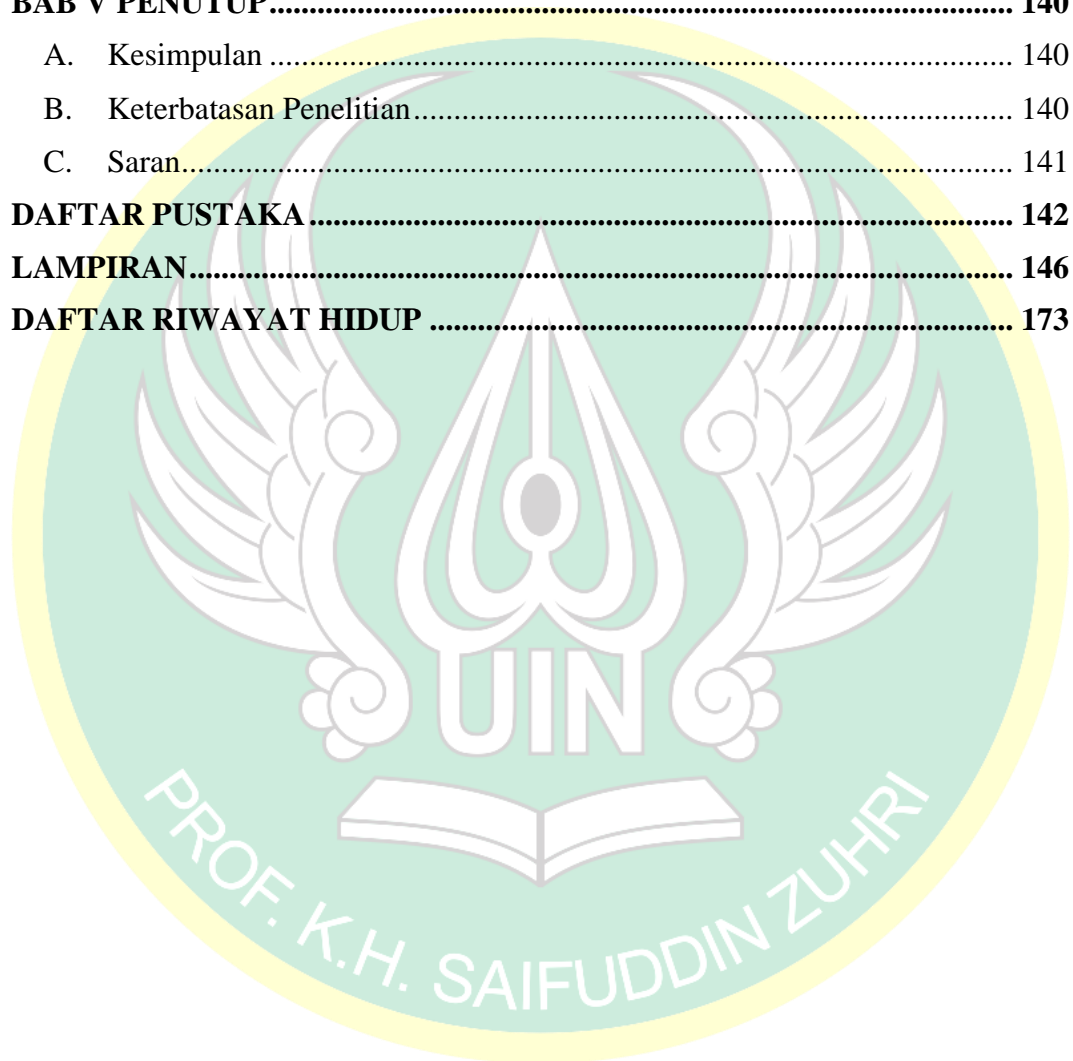 BAB V PENUTUP.......................................................................................... 140
A. Kesimpulan ............................................................................................ 140
B. Keterbatasan Penelitian........................................................................... 140
C. Saran....................................................................................................... 141
DAFTAR PUSTAKA ...................................................................................... 142
LAMPIRAN..................................................................................................... 146
DAFTAR RIWAYAT HIDUP ......................................................................... 173
UIN
PROF. K.H. SAIFUDDIN ZUHRI